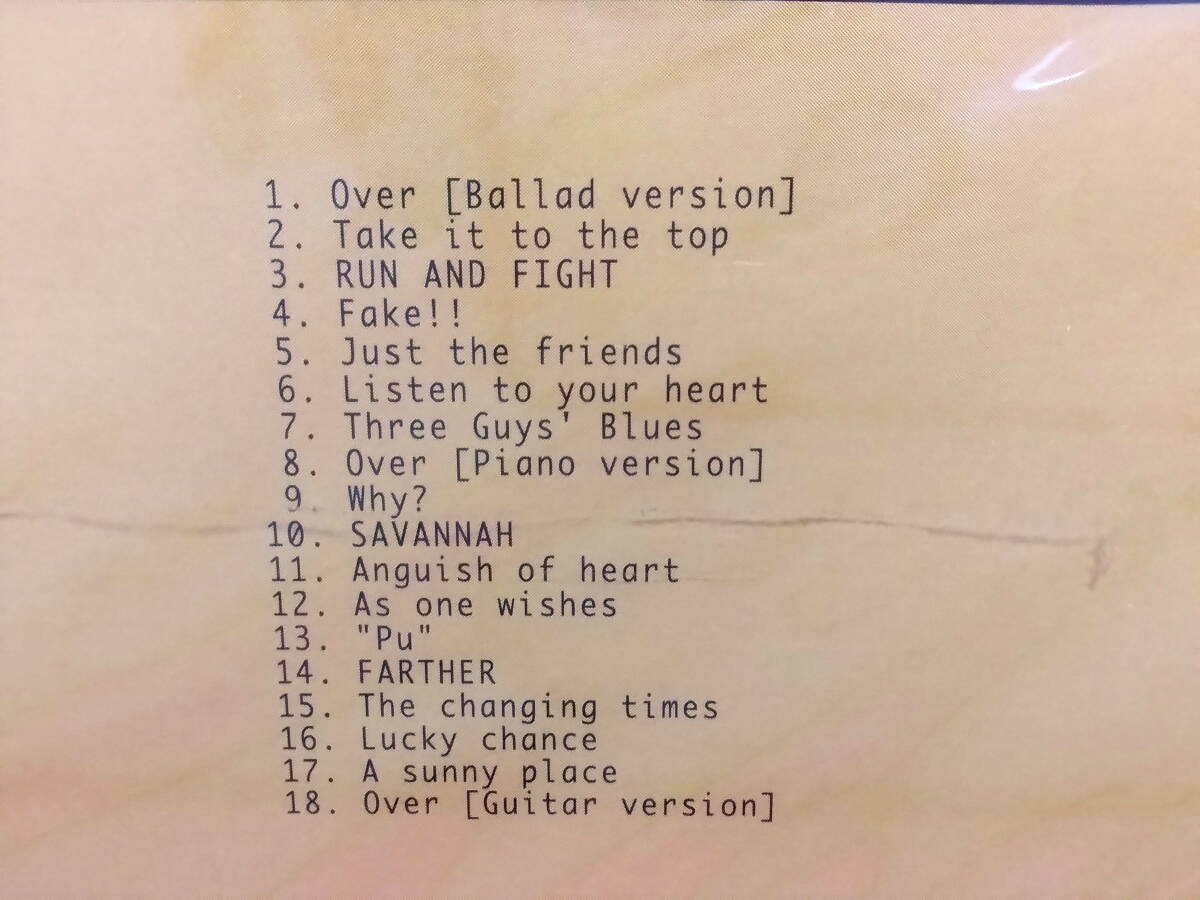 1. Over [Ballad version]
2. Take it to the top
3. RUN AND FIGHT
4. Fake!!
5. Just the friends
6. Listen to your heart
7. Three Guys' Blues
8. Over [Piano version]
9. Why?
10. SAVANNAH
11. Anguish of heart
12. As one wishes
13. "Pu"
14. FARTHER
15. The changing times
16. Lucky chance
17. A sunny place
18. Over [Guitar version]